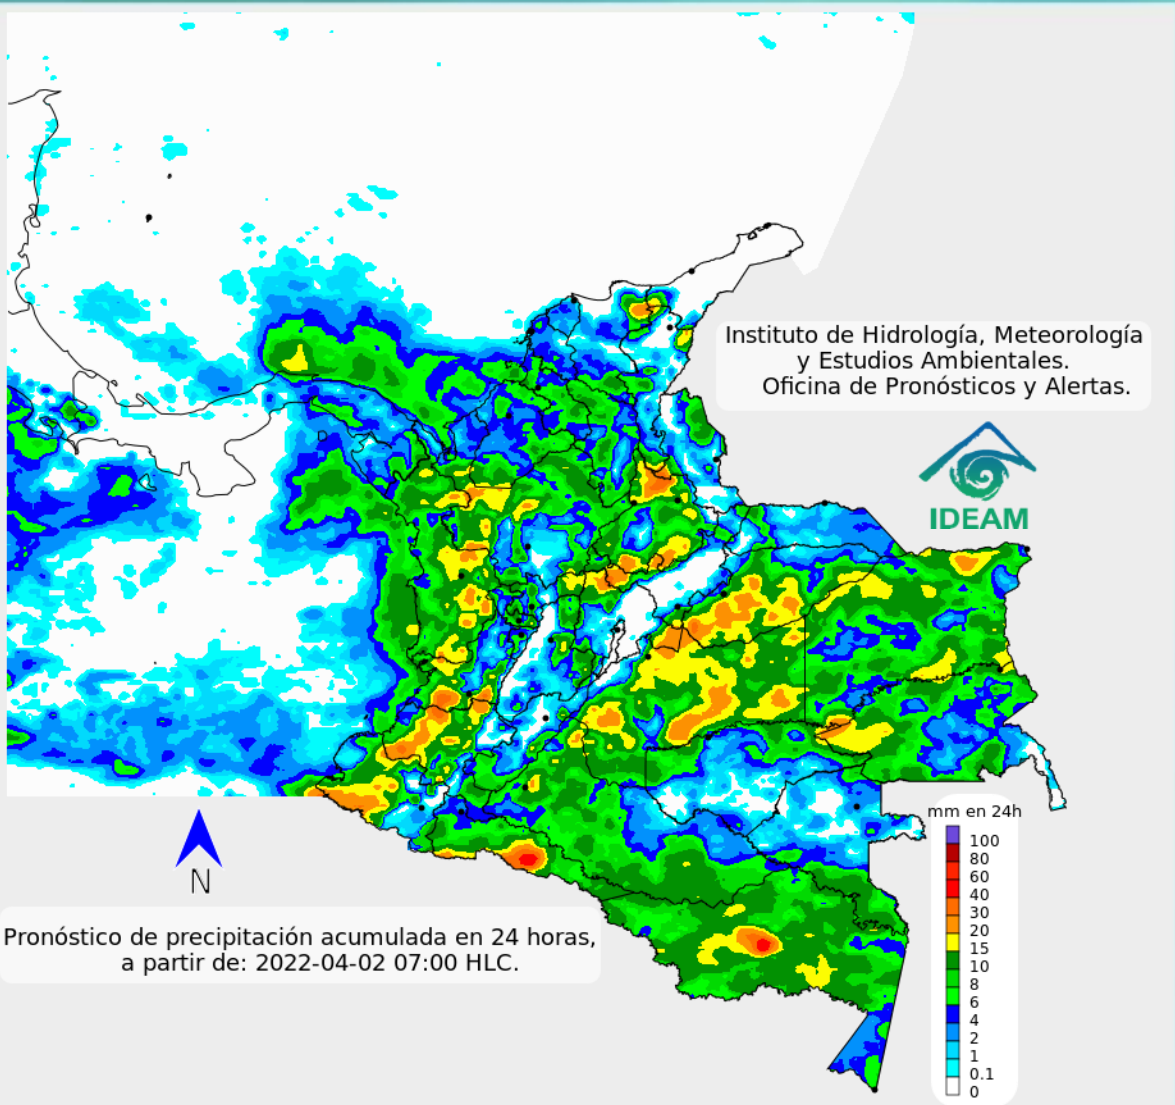 Instituto de Hidrología, Meteorología
y Estudios Ambientales.
Oficina de Pronósticos y Alertas.
IDEAM
mm en 24h
100
80
60
40
30
20
15
10
8
6
4
2
1
0.1
0
N
Pronóstico de precipitación acumulada en 24 horas,
a partir de: 2022-04-02 07:00 HLC.